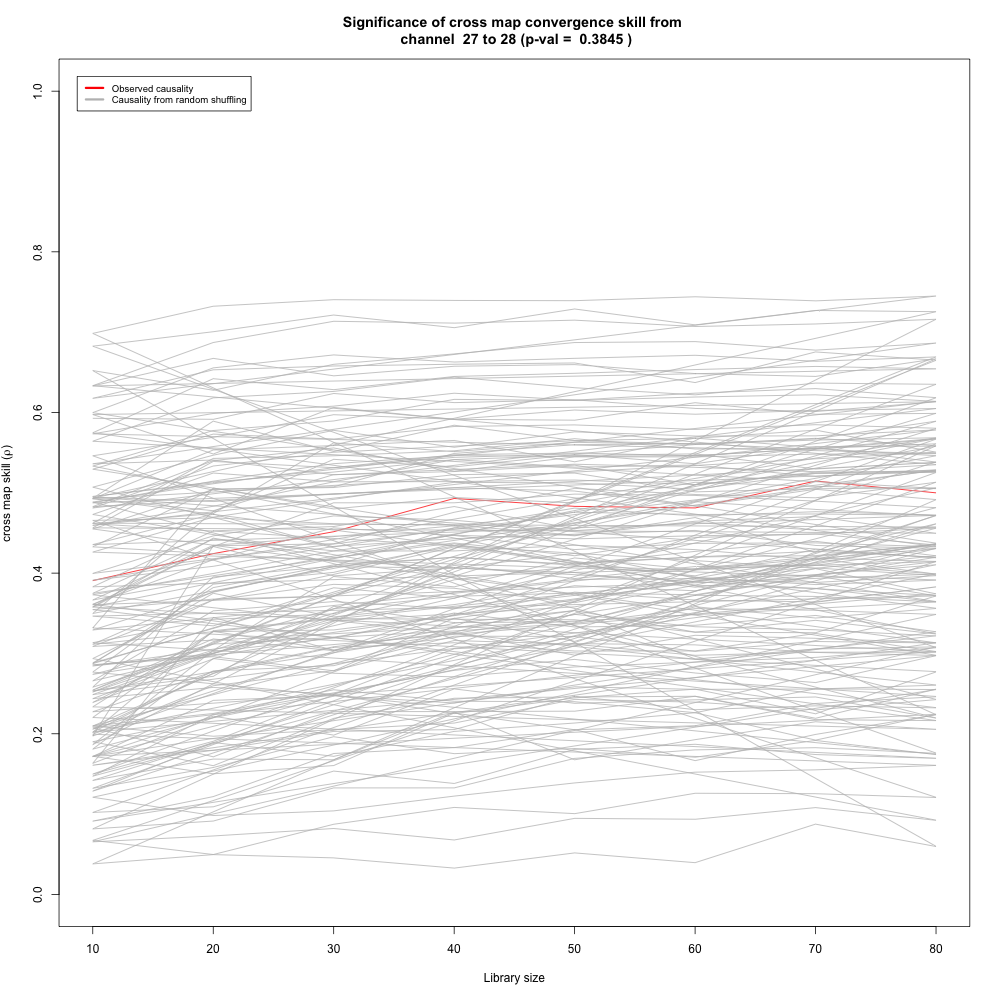 Significance of cross map convergence skill from
channel  27 to 28 (p-val =  0.3845 )
Observed causality
Causality from random shuffling
cross map skill (ρ)
1.0
0.8
0.6
0.4
0.2
0.0
10 20 30 40 50 60 70 80
Library size